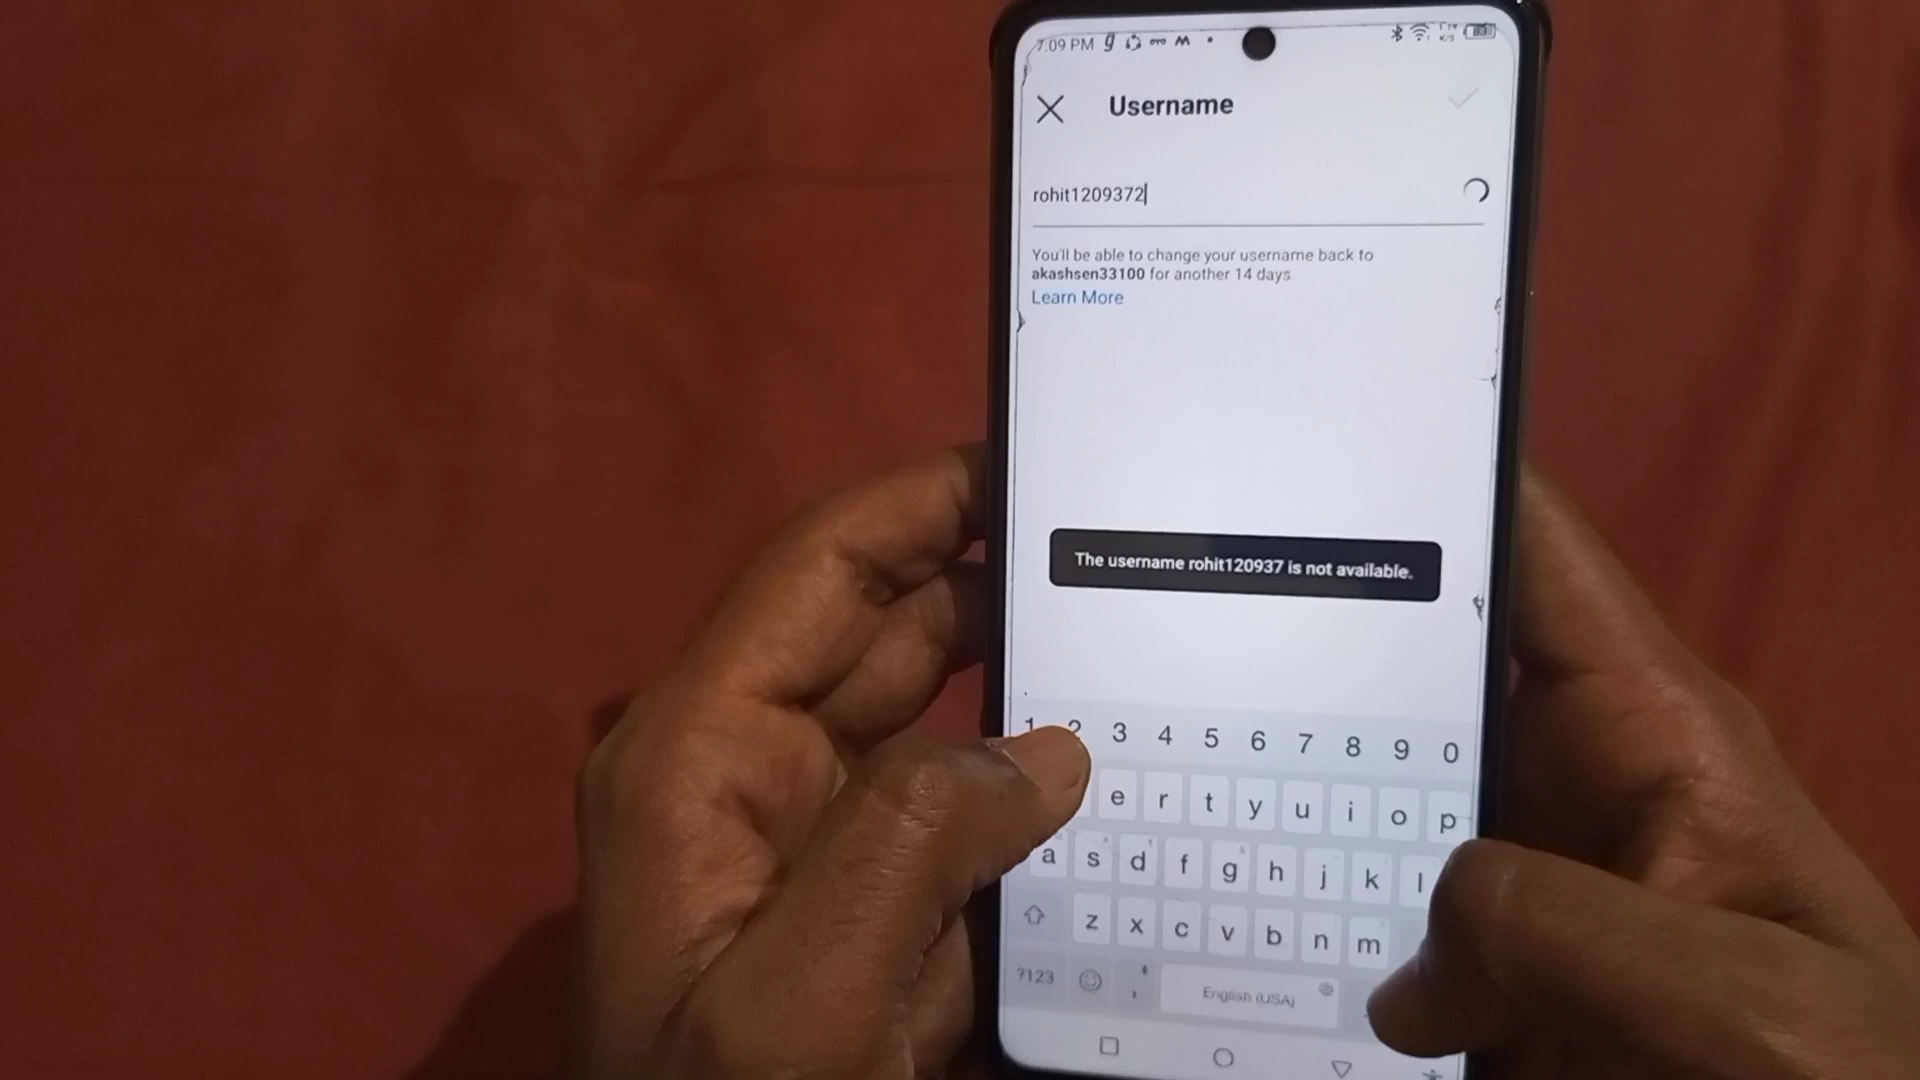 7:09 PM
Username
rohit1209372
You'll be able to change your username back to
akashsen33100 for another 14 days.
Learn More
The username rohit120937 is not available.
1 2 3 4 5 6 7 8 9 0
e r t y u i o p
a s d f g h j k l
z x c v b n m
?123 , English (USA)